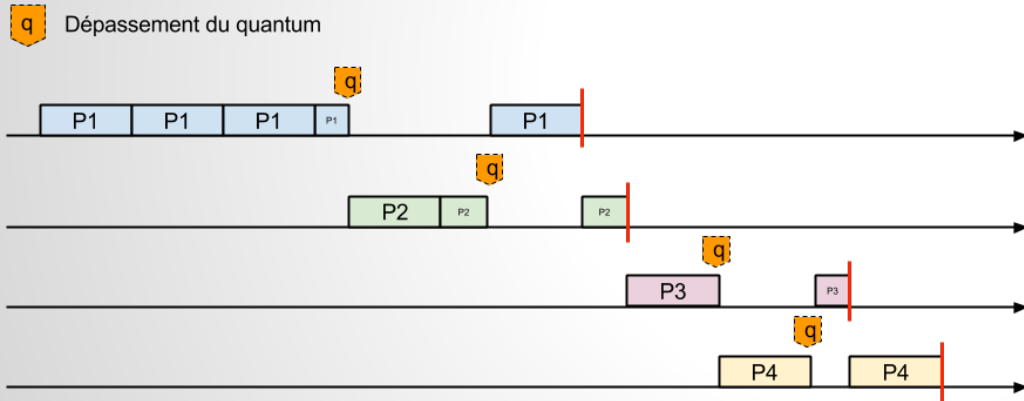 q Dépassement du quantum
q
P1 P1 P1 P1 P1
q
P2 P2 P2
q
P3 P3
q
P4 P4